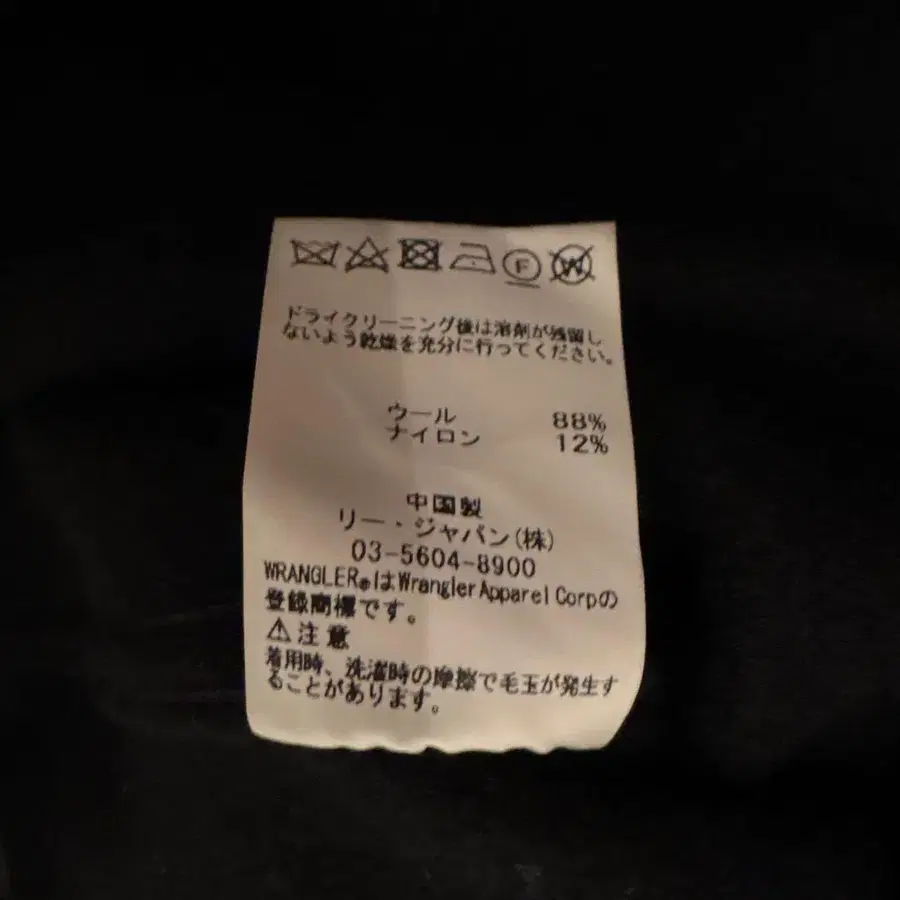 F W
ドライクリーニング後は溶剤が残留し
ないよう乾燥を充分に行ってください。
ウール 88%
ナイロン 12%
中国製
リー・ジャパン(株)
03-5604-8900
WRANGLER®はWrangler Apparel Corpの
登録商標です。
⚠注意
着用時、洗濯時の摩擦で毛玉が発生す
ることがあります。